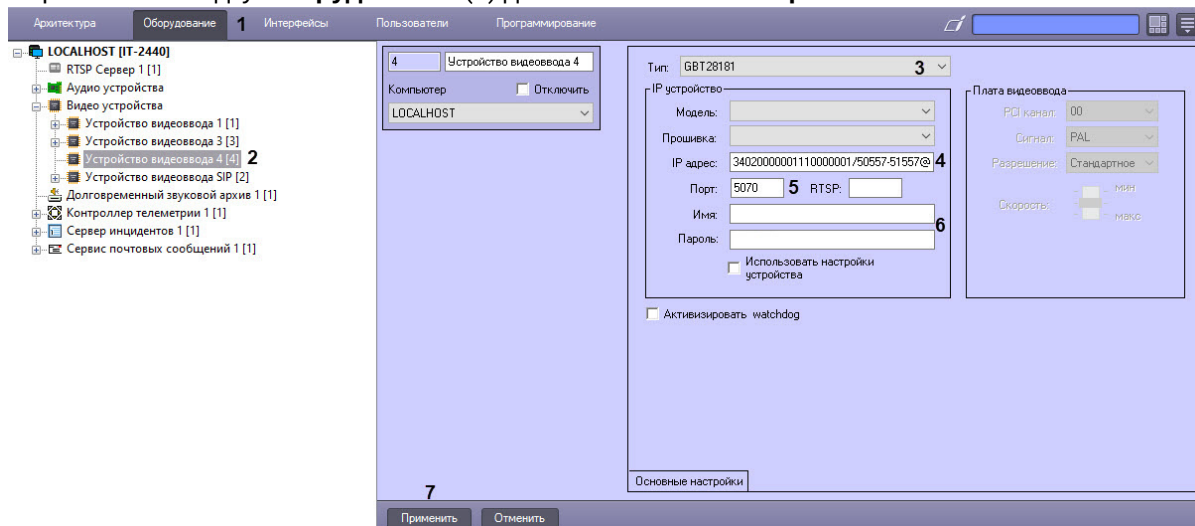 Архитектура Оборудование 1 Интерфейсы Пользователи Программирование
LOCALHOST [IT-2440]
RTSP Сервер 1 [1]
Аудио устройства
Видео устройства
Устройство видеоввода 1 [1]
Устройство видеоввода 3 [3]
Устройство видеоввода 4 [4] 2
Устройство видеоввода SIP [2]
Долговременный звуковой архив 1 [1]
Контроллер телеметрии 1 [1]
Сервер инцидентов 1 [1]
Сервис почтовых сообщений 1 [1]
4 Устройство видеоввода 4
Компьютер Отключить
LOCALHOST
Тип: GBT28181 3
IP устройство
Модель:
Прошивка:
IP адрес: 34020000001110000001/50557-51557@ 4
Порт: 5070 5 RTSP:
Имя:
6
Пароль:
Использовать настройки
устройства
Активизировать watchdog
Плата видеоввода
PCI канал: 00
Сигнал: PAL
Разрешение: Стандартное
мин
Скорость:
макс
Основные настройки
7
Применить Отменить